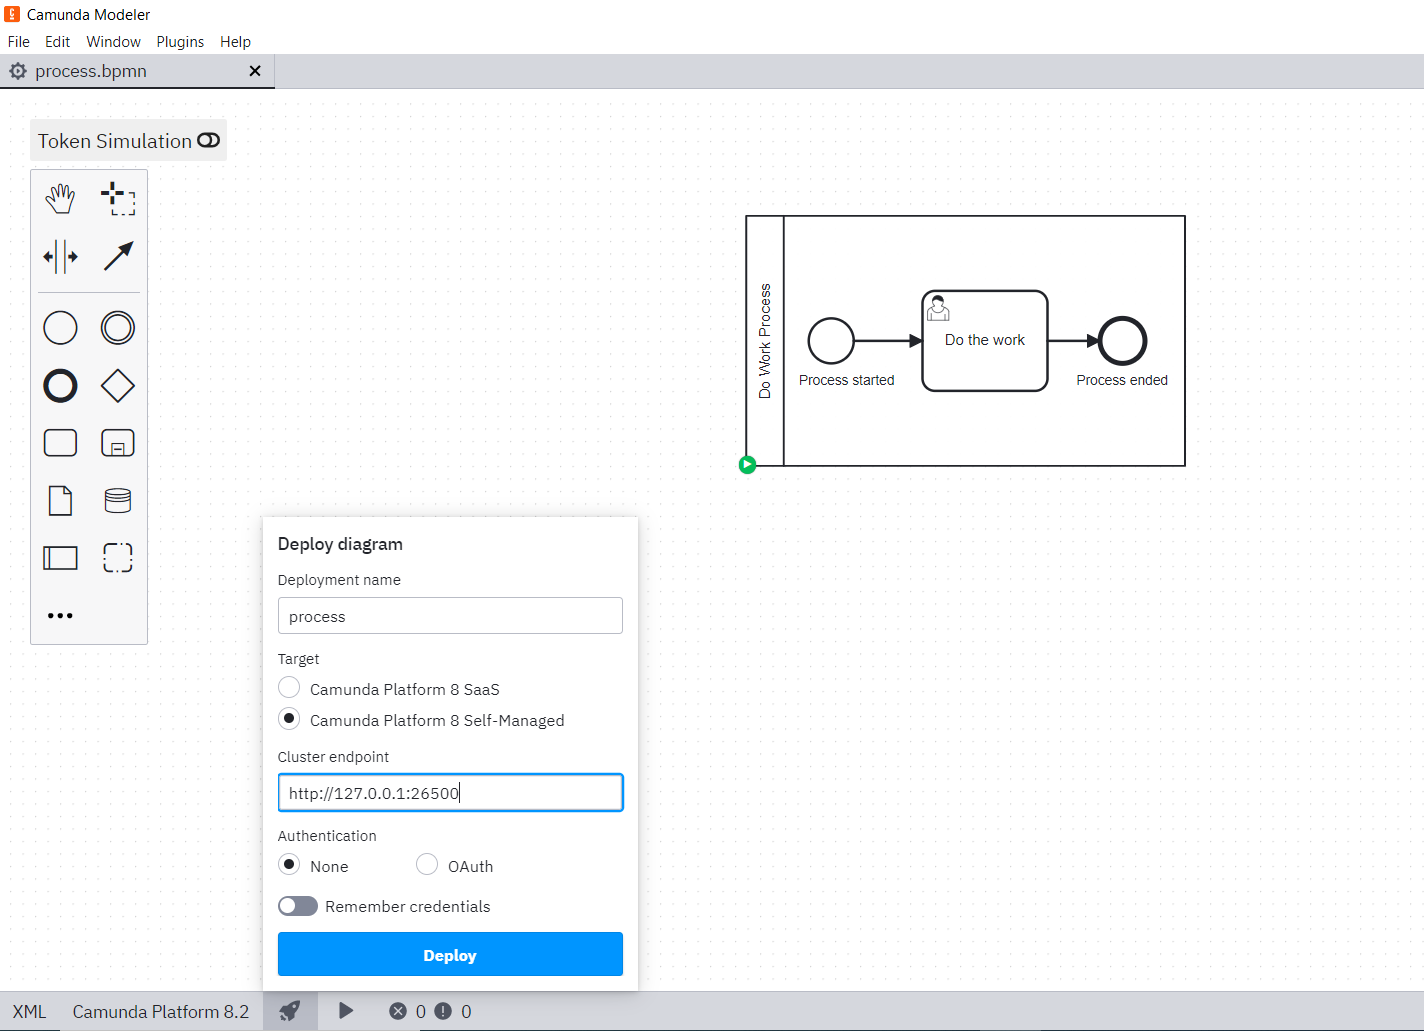 Camunda Modeler
File Edit Window Plugins Help
process.bpmn
Token Simulation
Do Work Process
Do the work
Process started
Process ended
Deploy diagram
Deployment name
process
Target
Camunda Platform 8 SaaS
Camunda Platform 8 Self-Managed
Cluster endpoint
http://127.0.0.1:26500
Authentication
None OAuth
Remember credentials
Deploy
XML Camunda Platform 8.2 0 0